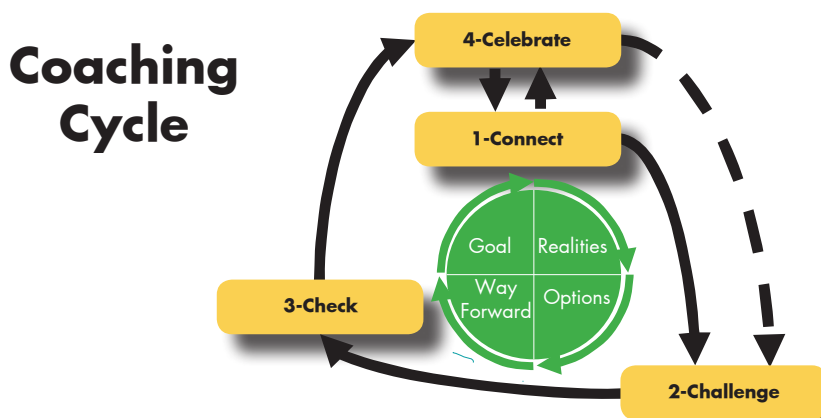 Coaching
Cycle
4-Celebrate
1-Connect
Goal
Realities
Way
Forward
Options
3-Check
2-Challenge